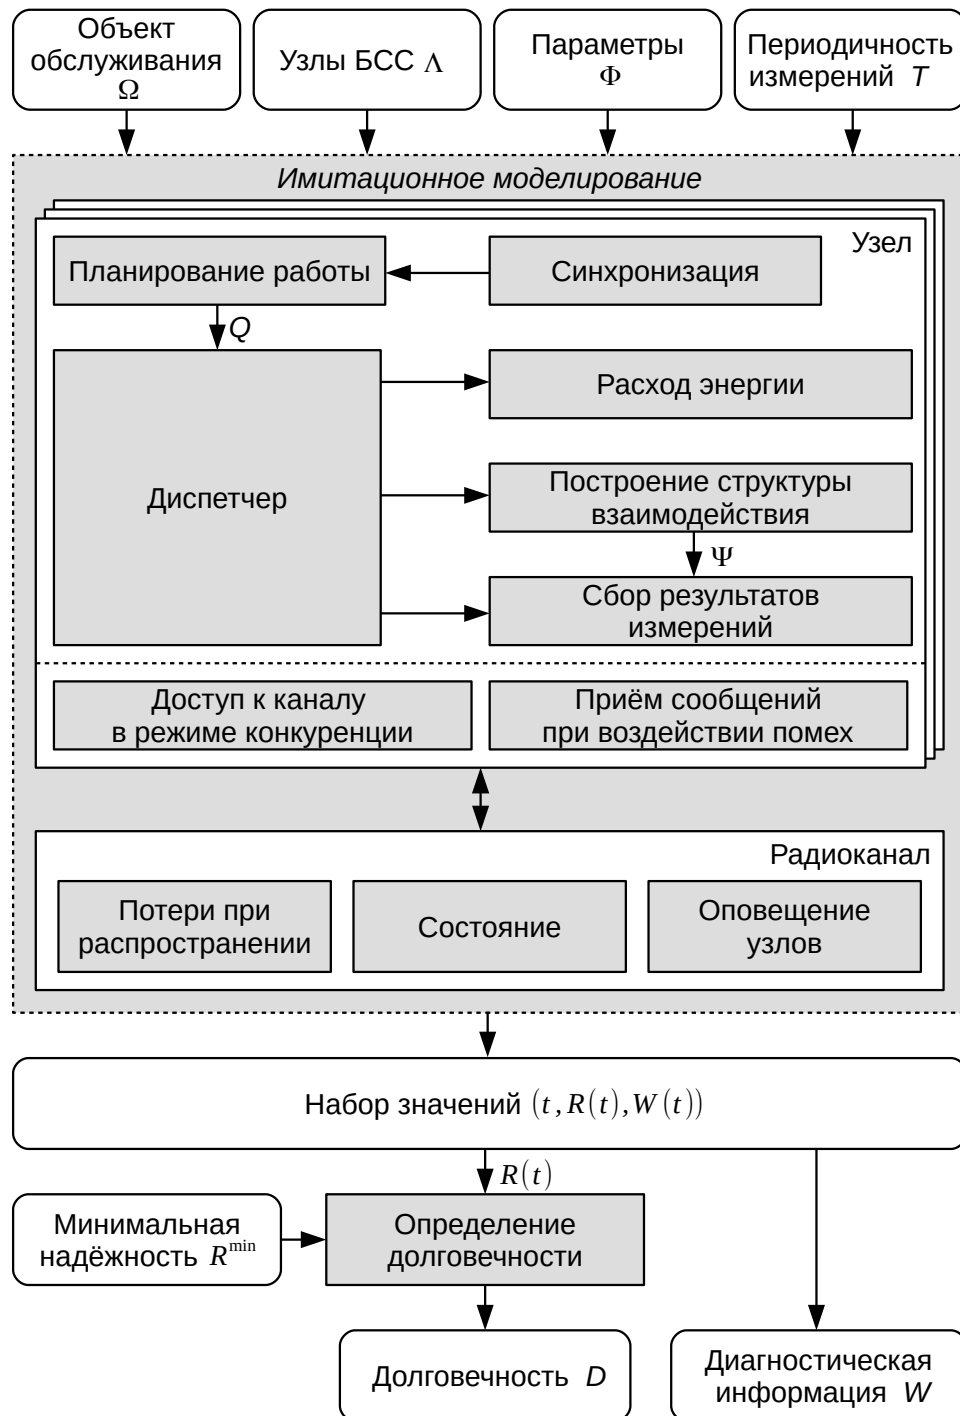 Объект
обслуживания
Ω
Узлы БСС Λ
Параметры
Φ
Периодичность
измерений T
Имитационное моделирование
Узел
Планирование работы
Синхронизация
Q
Диспетчер
Расход энергии
Построение структуры
взаимодействия
Ψ
Сбор результатов
измерений
Доступ к каналу
в режиме конкуренции
Приём сообщений
при воздействии помех
Радиоканал
Потери при
распространении
Состояние
Оповещение
узлов
Набор значений (t, R(t), W(t))
R(t)
Минимальная
надёжность R^min
Определение
долговечности
Долговечность D
Диагностическая
информация W